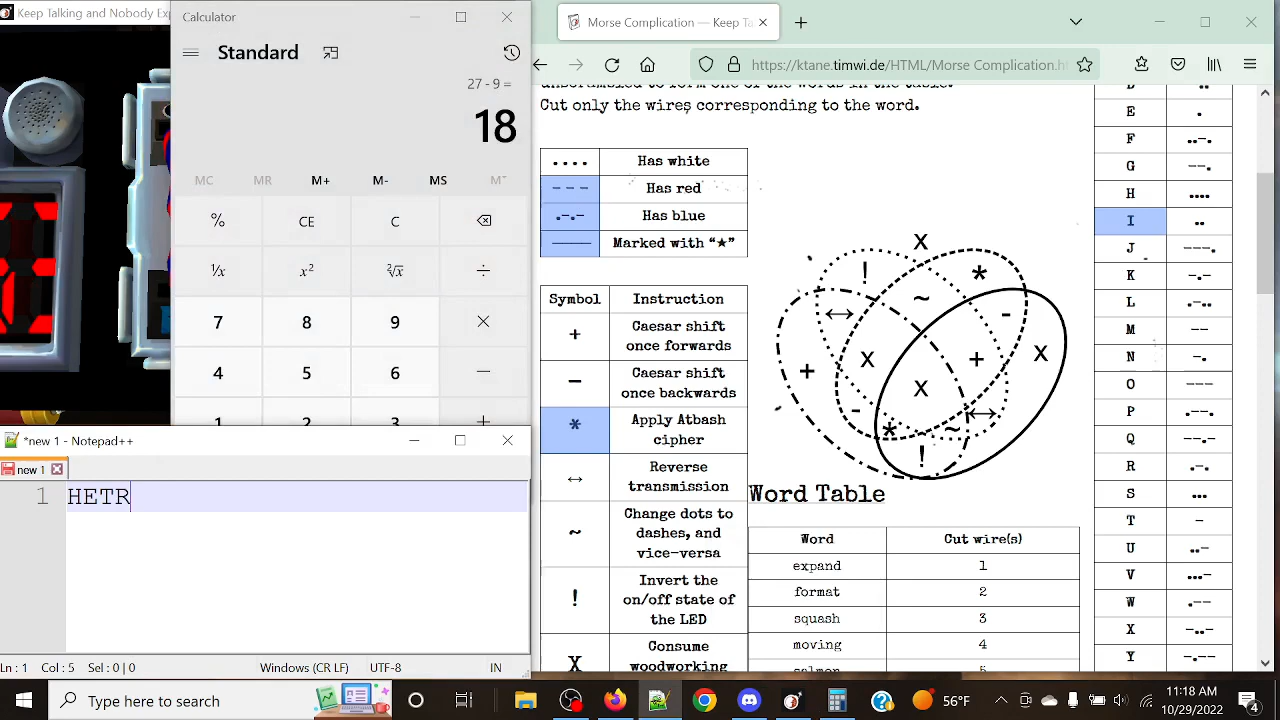 Keep Talking and Nobody Ex
Calculator
Standard
27 - 9 =
18
MC MR M+ M- MS
% CE C
7 8 9
4 5 6
1 2 3
*new 1 - Notepad++
new 1
1 HETR
Ln : 1 Col : 5 Sel : 0 | 0 Windows (CR LF) UTF-8 IN
Morse Complication — Keep Ta
https://ktane.timwi.de/HTML/Morse Complication.ht
Cut only the wires corresponding to the word.
.... Has white
--- Has red
.-.- Has blue
Marked with “★”
Symbol Instruction
+ Caesar shift
once forwards
− Caesar shift
once backwards
* Apply Atbash
cipher
↔ Reverse
transmission
~ Change dots to
dashes, and
vice-versa
! Invert the
on/off state of
the LED
X Consume
woodworking
X
! *
~
↔ -
X + X
+ X
- ↔
* ~
!
Word Table
Word Cut wire(s)
expand 1
format 2
squash 3
moving 4
E .
F ..-.
G --.
H ....
I ..
J ---.
K -.-
L .-..
M --
N -.
O ---
P .--.
Q --.-
R .-.
S ...
T -
U ..-
V ...-
W .--
X -..-
Y -.--
Type here to search
56°F
11:18 AM
10/29/2022